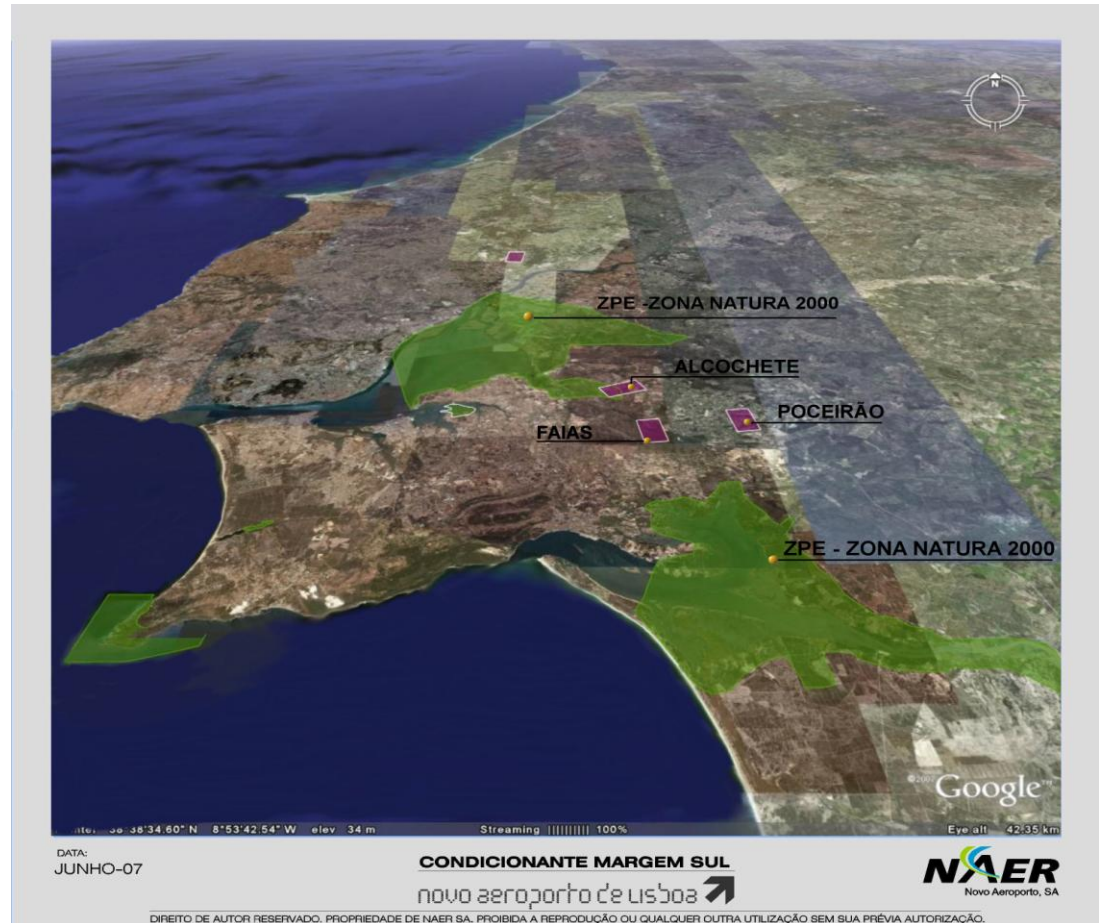 N
ZPE -ZONA NATURA 2000
ALCOCHETE
POCEIRÃO
FAIAS
ZPE - ZONA NATURA 2000
©2007 Google™
38°38'34.60" N 8°53'42.54" W elev 34 m
Streaming |||||||||| 100%
Eye alt 42.35 km
DATA:
JUNHO-07
CONDICIONANTE MARGEM SUL
novo aeroporto de lisboa
NAER
Novo Aeroporto, SA
DIREITO DE AUTOR RESERVADO. PROPRIEDADE DE NAER SA. PROIBIDA A REPRODUÇÃO OU QUALQUER OUTRA UTILIZAÇÃO SEM SUA PRÉVIA AUTORIZAÇÃO.